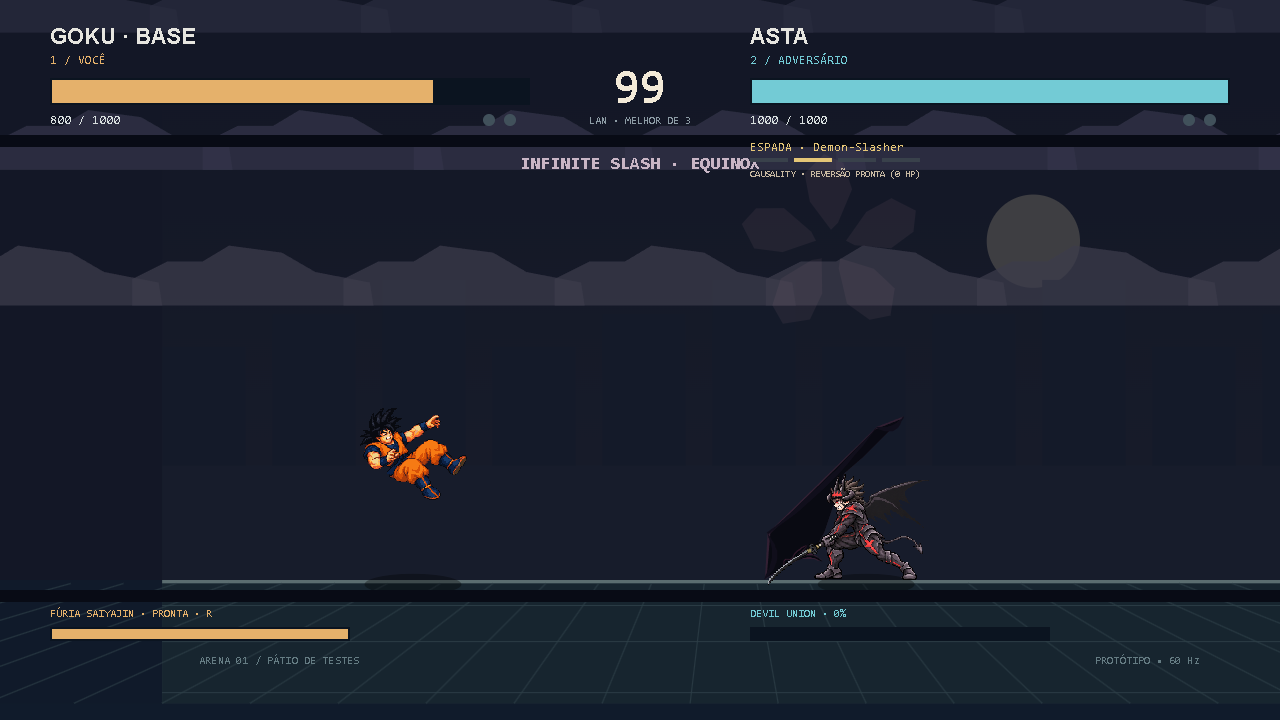 GOKU · BASE
1 / VOCÊ
800 / 1000
99
LAN · MELHOR DE 3
ASTA
2 / ADVERSÁRIO
1000 / 1000
ESPADA · Demon-Slasher
CAUSALITY · REVERSÃO PRONTA (0 HP)
INFINITE SLASH · EQUINO
FÚRIA SAIYAJIN · PRONTA · R
DEVIL UNION · 0%
ARENA 01 / PÁTIO DE TESTES
PROTÓTIPO • 60 Hz